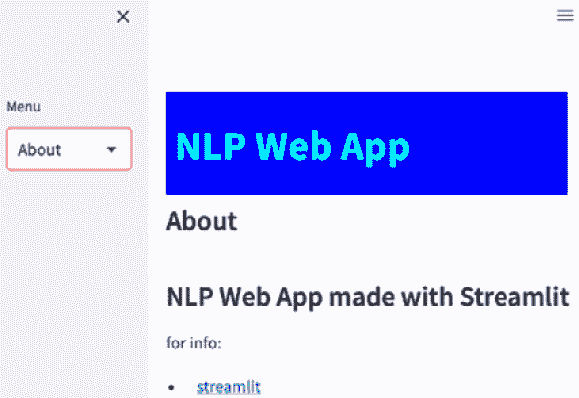 Menu
About
NLP Web App
About
NLP Web App made with Streamlit
for info:
• streamlit